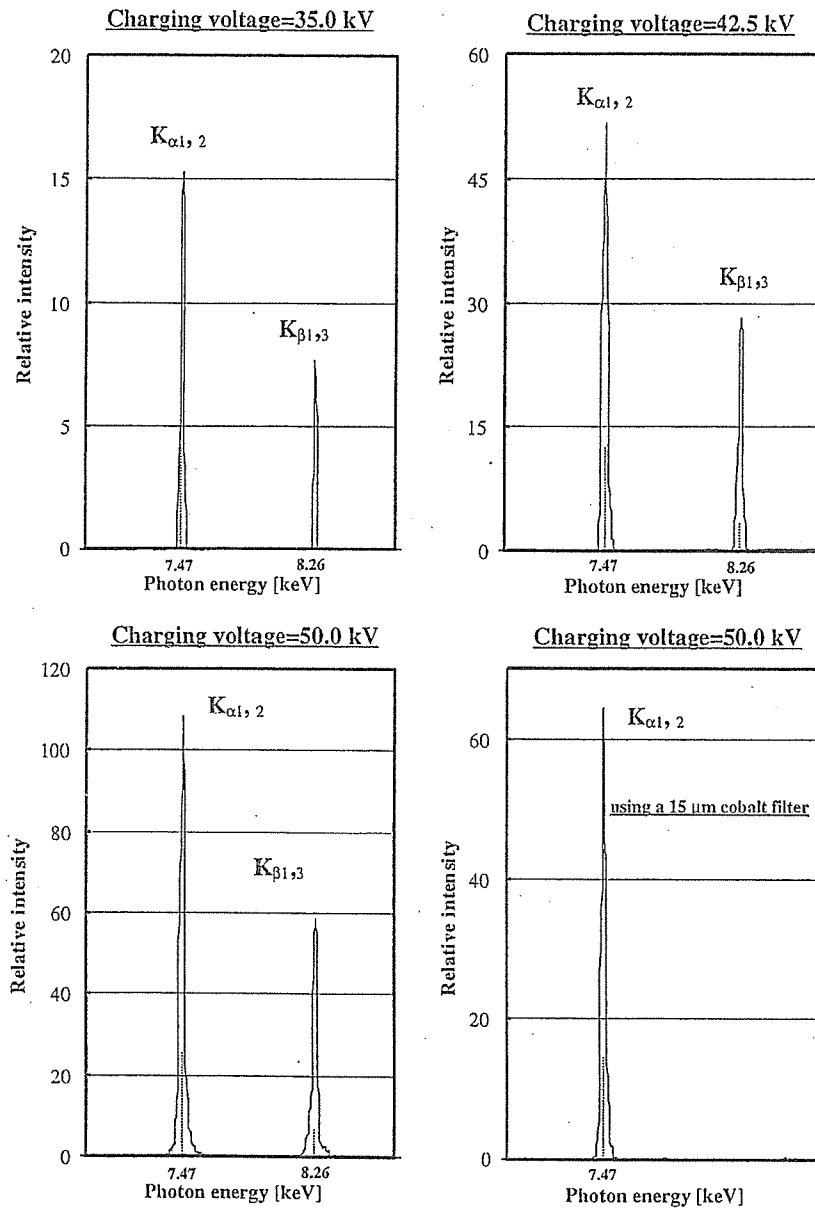 Charging voltage=35.0 kV
20
15
10
5
0
Relative intensity
Kα1, 2
Kβ1,3
7.47
8.26
Photon energy [keV]
Charging voltage=42.5 kV
60
45
30
15
0
Relative intensity
Kα1, 2
Kβ1,3
7.47
8.26
Photon energy [keV]
Charging voltage=50.0 kV
120
100
80
60
40
20
0
Relative intensity
Kα1, 2
Kβ1,3
7.47
8.26
Photon energy [keV]
Charging voltage=50.0 kV
60
40
20
0
Relative intensity
Kα1, 2
using a 15 μm cobalt filter
7.47
Photon energy [keV]